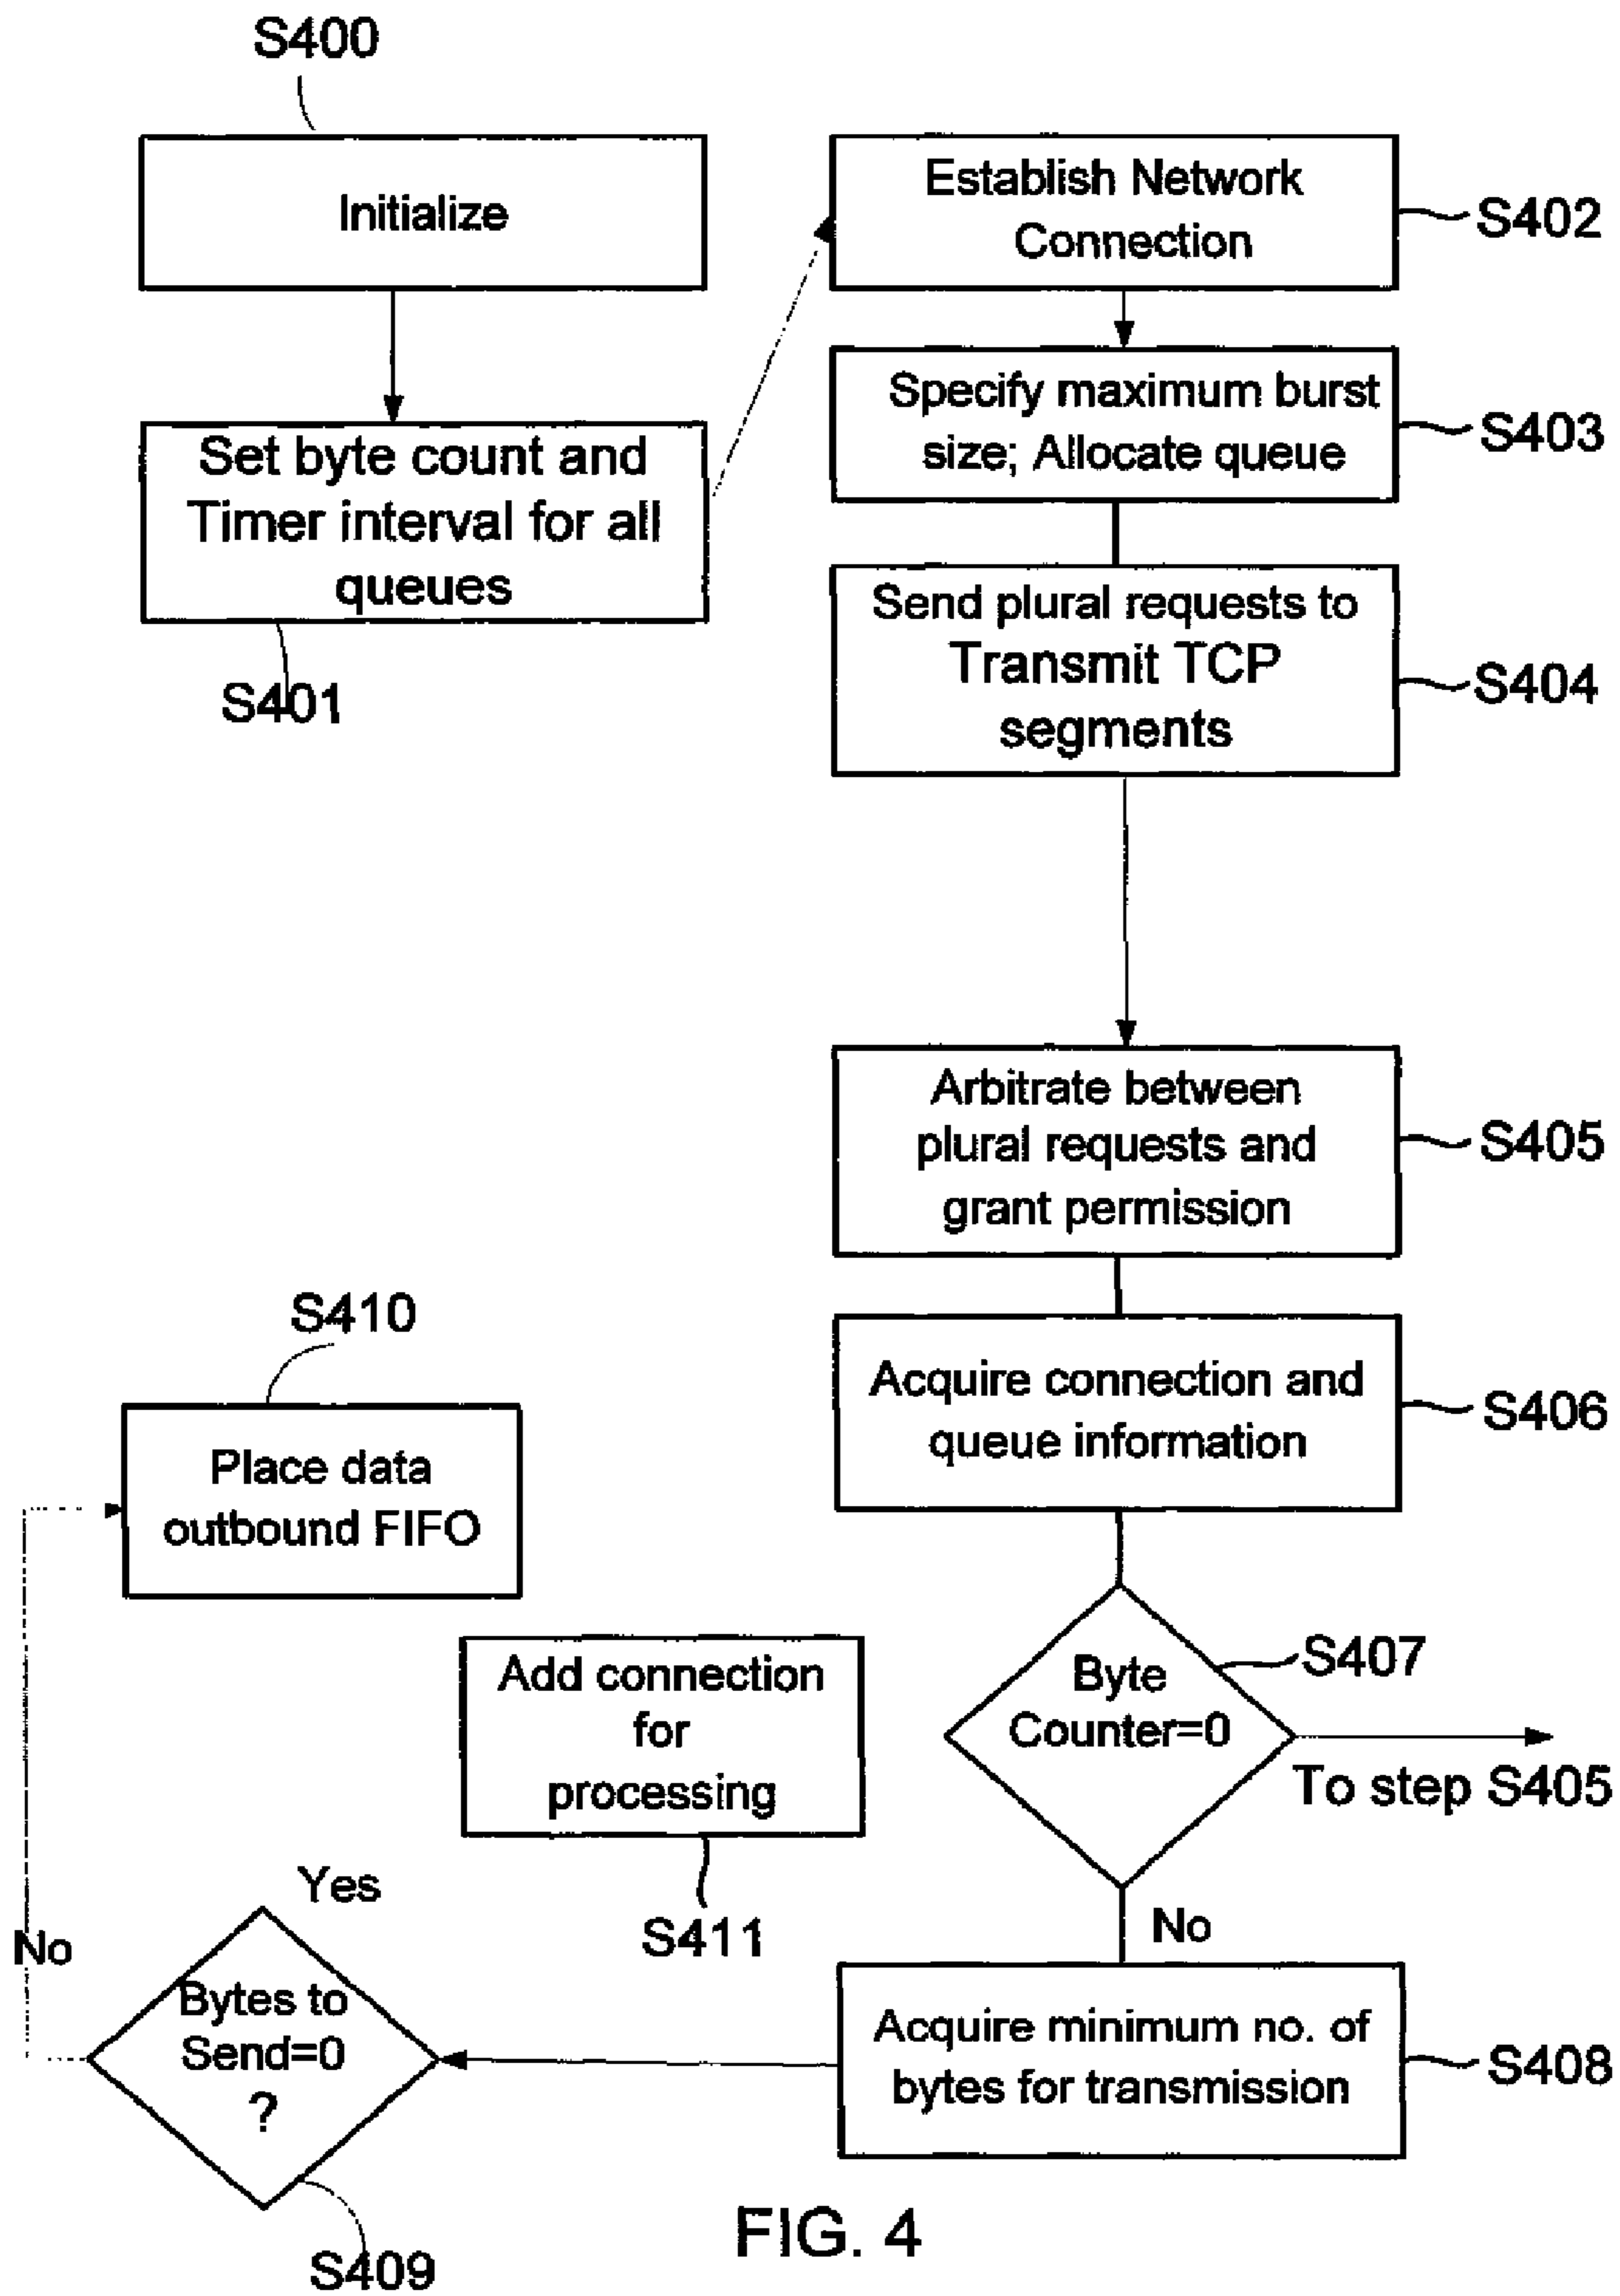 S400
Initialize
Set byte count and
Timer interval for all
queues
S401
Establish Network
Connection
S402
Specify maximum burst
size; Allocate queue
S403
Send plural requests to
Transmit TCP
segments
S404
Arbitrate between
plural requests and
grant permission
S405
Acquire connection and
queue information
S406
Byte
Counter=0
S407
To step S405
No
Acquire minimum no. of
bytes for transmission
S408
Bytes to
Send=0
?
S409
Yes
No
S410
Place data
outbound FIFO
Add connection
for
processing
S411
FIG. 4